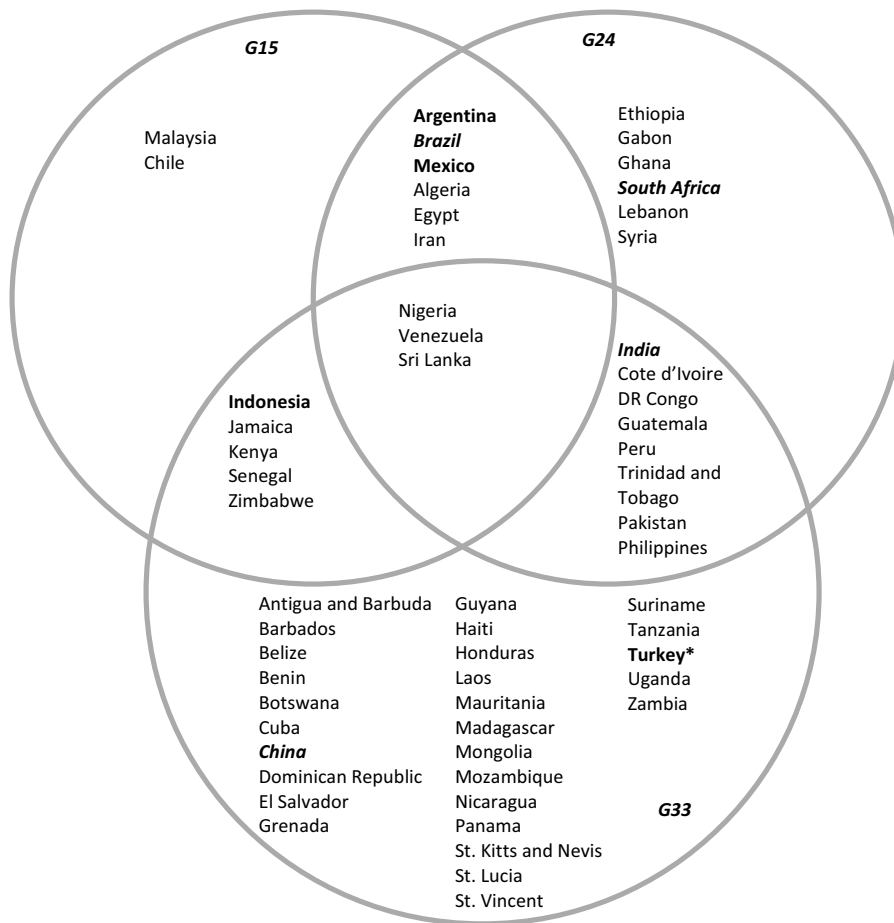 G15
G24
Malaysia
Chile
Argentina
Brazil
Mexico
Algeria
Egypt
Iran
Ethiopia
Gabon
Ghana
South Africa
Lebanon
Syria
Nigeria
Venezuela
Sri Lanka
Indonesia
Jamaica
Kenya
Senegal
Zimbabwe
India
Cote d’Ivoire
DR Congo
Guatemala
Peru
Trinidad and
Tobago
Pakistan
Philippines
Antigua and Barbuda
Barbados
Belize
Benin
Botswana
Cuba
China
Dominican Republic
El Salvador
Grenada
Guyana
Haiti
Honduras
Laos
Mauritania
Madagascar
Mongolia
Mozambique
Nicaragua
Panama
St. Kitts and Nevis
St. Lucia
St. Vincent
Suriname
Tanzania
Turkey*
Uganda
Zambia
G33